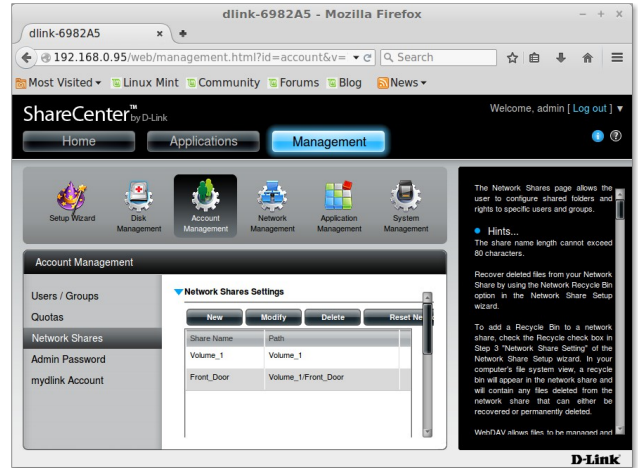 dlink-6982A5 - Mozilla Firefox
dlink-6982A5
192.168.0.95/web/management.html?id=account&v=
Search
Most Visited
Linux Mint
Community
Forums
Blog
News
ShareCenter™ by D-Link
Welcome, admin [ Log out ]
Home
Applications
Management
Setup Wizard
Disk Management
Account Management
Network Management
Application Management
System Management
Account Management
Users / Groups
Quotas
Network Shares
Admin Password
mydlink Account
Network Shares Settings
New
Modify
Delete
Reset Ne
Share Name
Path
Volume_1
Volume_1
Front_Door
Volume_1/Front_Door
The Network Shares page allows the
user to configure shared folders and
rights to specific users and groups.
Hints...
The share name length cannot exceed
80 characters.
Recover deleted files from your Network
Share by using the Network Recycle Bin
option in the Network Share Setup
wizard.
To add a Recycle Bin to a network
share, check the Recycle check box in
Step 3 "Network Share Setting" of the
Network Share Setup wizard. In your
computer's file system view, a recycle
bin will appear in the network share and
will contain any files deleted from the
network share that can either be
recovered or permanently deleted.
WebDAV allows files to be managed and
D-Link